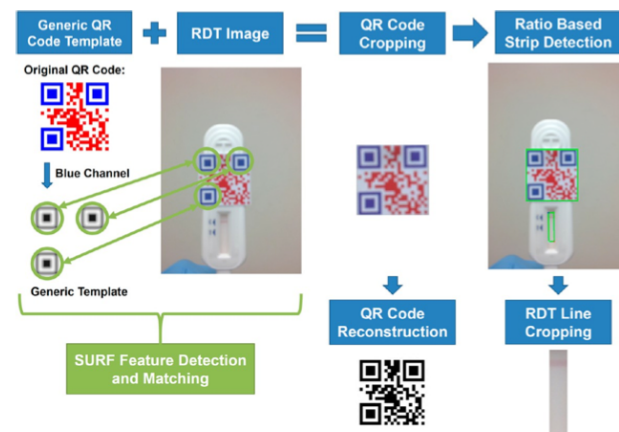 Generic QR
Code Template
RDT Image
QR Code
Cropping
Ratio Based
Strip Detection
Original QR Code:
Blue Channel
Generic Template
SURF Feature Detection
and Matching
QR Code
Reconstruction
RDT Line
Cropping